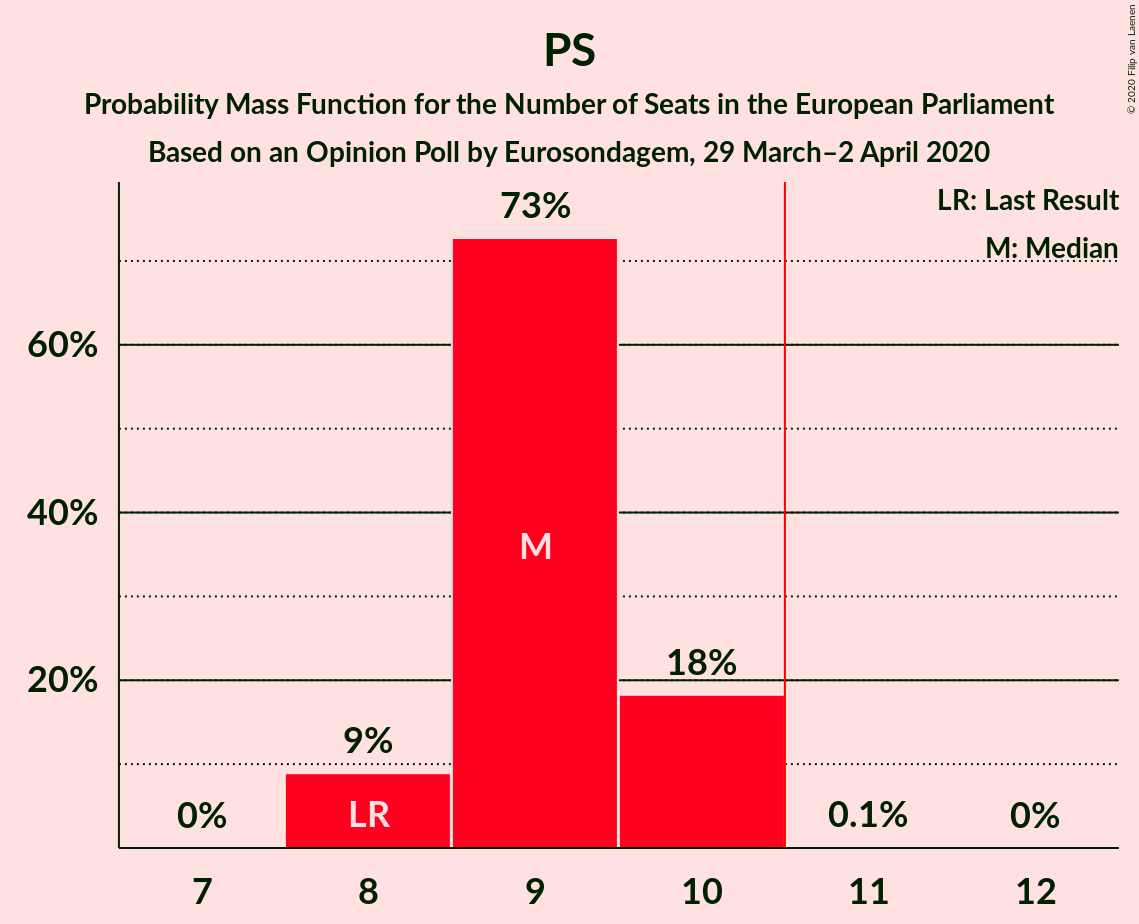 PS
Probability Mass Function for the Number of Seats in the European Parliament
Based on an Opinion Poll by Eurosondagem, 29 March–2 April 2020
© 2020 Filip van Laenen
LR: Last Result
M: Median
73%
60%
40%
M
20%
18%
9%
0%
LR
0.1%
0%
7
8
9
10
11
12